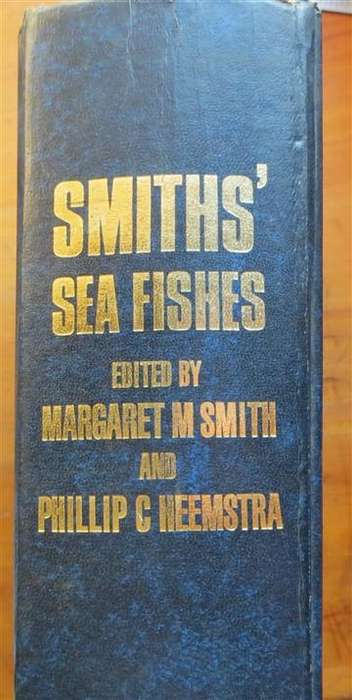 SMITHS'
SEA FISHES
EDITED BY
MARGARET M SMITH
AND
PHILLIP C HEEMSTRA